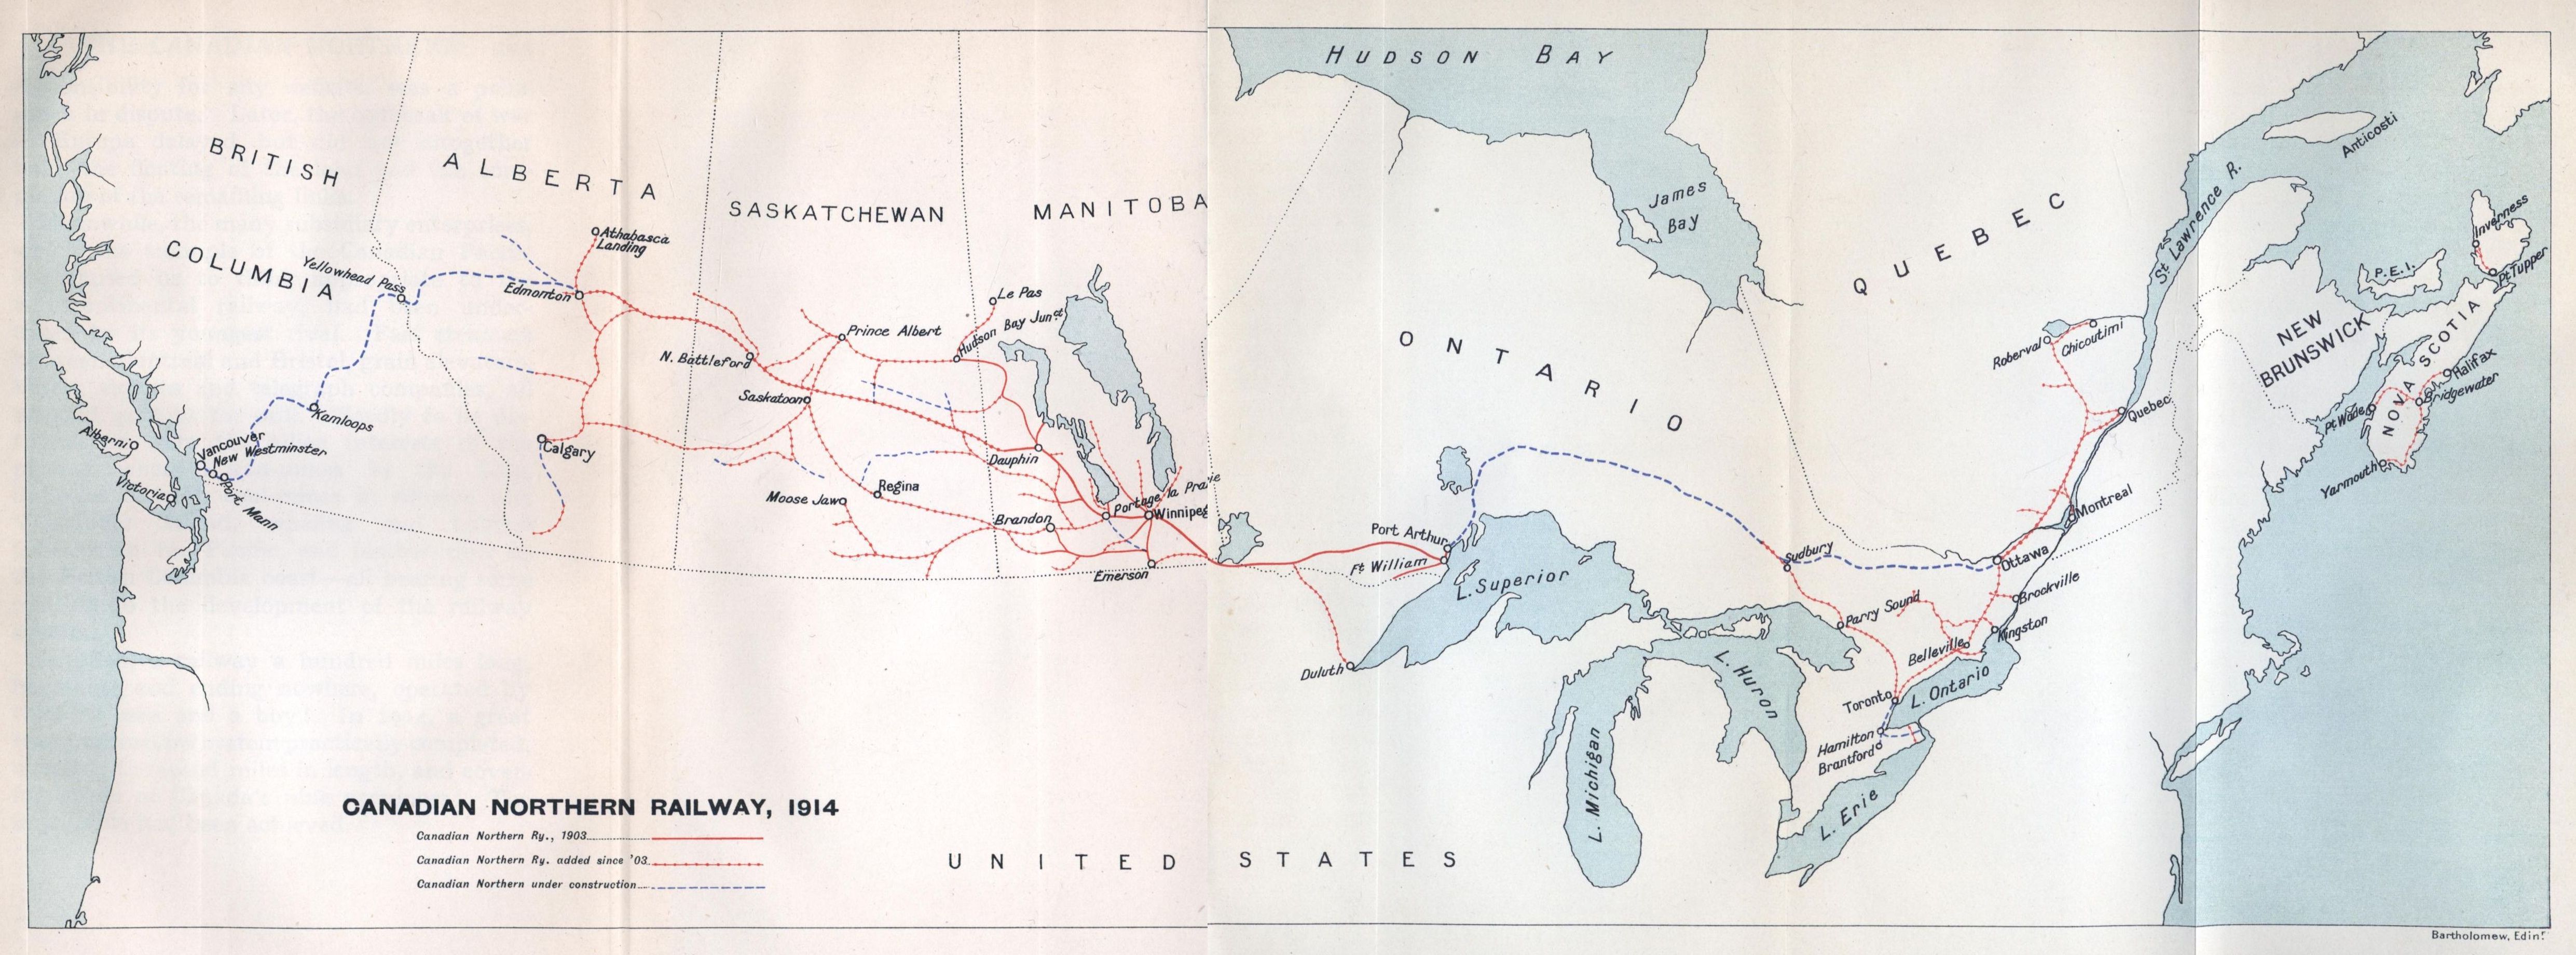 HUDSON BAY
James
Bay
BRITISH
COLUMBIA
ALBERTA
SASKATCHEWAN
MANITOBA
ONTARIO
QUEBEC
St Lawrence R.
Anticosti
NEW
BRUNSWICK
P.E.I.
NOVA SCOTIA
Inverness
Pt Tupper
Halifax
Bridgewater
Pt Wade
Yarmouth
Athabasca
Landing
Yellowhead Pass
Edmonton
Le Pas
Hudson Bay Junct
Prince Albert
N. Battleford
Saskatoon
Kamloops
Alberni
Vancouver
New Westminster
Port Mann
Victoria
Calgary
Dauphin
Regina
Moose Jaw
Brandon
Portage la Prairie
Winnipeg
Emerson
Port Arthur
Ft William
L. Superior
Duluth
Sudbury
Parry Sound
Roberval
Chicoutimi
Quebec
Montreal
Ottawa
Brockville
Kingston
Belleville
Toronto
L. Ontario
Hamilton
Brantford
L. Huron
L. Michigan
L. Erie
CANADIAN NORTHERN RAILWAY, 1914
Canadian Northern Ry., 1903
Canadian Northern Ry. added since '03
Canadian Northern under construction
UNITED STATES
Bartholomew, Edinr.